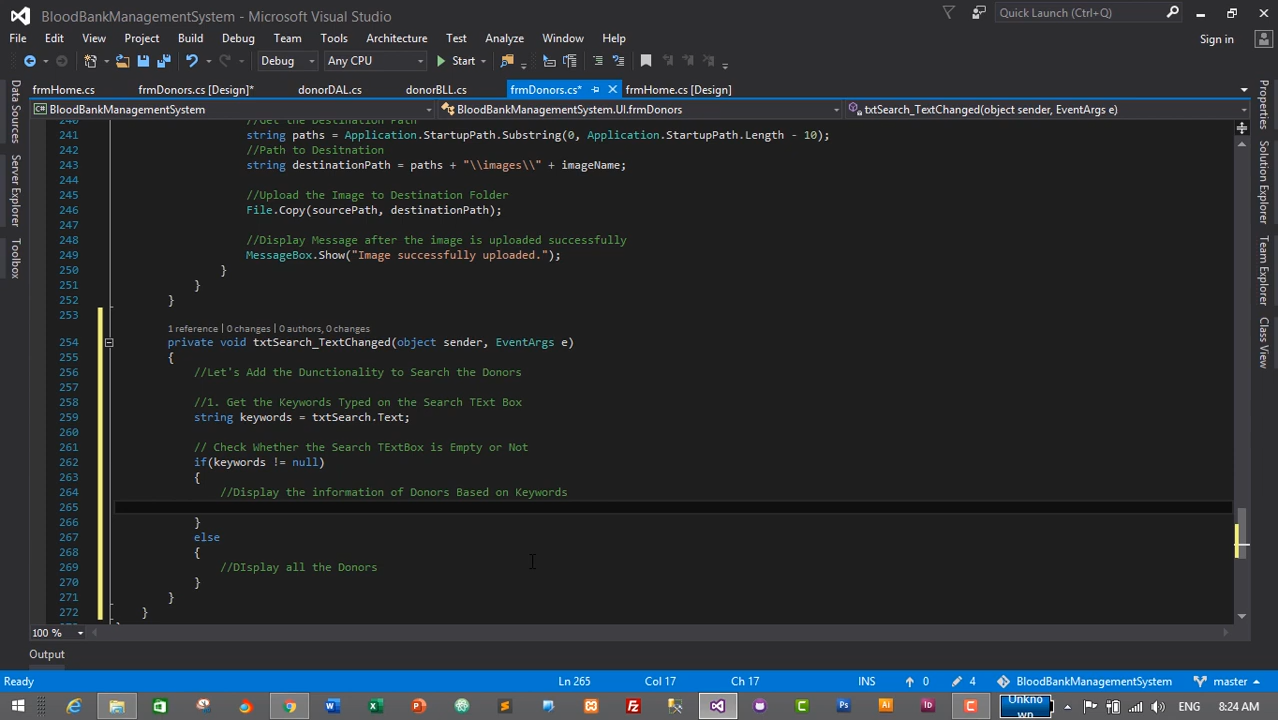 BloodBankManagementSystem - Microsoft Visual Studio
Quick Launch (Ctrl+Q)
File Edit View Project Build Debug Team Tools Architecture Test Analyze Window Help
Sign in
Debug Any CPU Start
frmHome.cs frmDonors.cs [Design]* donorDAL.cs donorBLL.cs frmDonors.cs* frmHome.cs [Design]
BloodBankManagementSystem BloodBankManagementSystem.UI.frmDonors txtSearch_TextChanged(object sender, EventArgs e)
Data Sources
Server Explorer
Toolbox
Properties
Solution Explorer
Team Explorer
Class View
240 //Get the Destination Path
241 string paths = Application.StartupPath.Substring(0, Application.StartupPath.Length - 10);
242 //Path to Desitnation
243 string destinationPath = paths + "\\images\\" + imageName;
244
245 //Upload the Image to Destination Folder
246 File.Copy(sourcePath, destinationPath);
247
248 //Display Message after the image is uploaded successfully
249 MessageBox.Show("Image successfully uploaded.");
250 }
251 }
252 }
253
1 reference | 0 changes | 0 authors, 0 changes
254 private void txtSearch_TextChanged(object sender, EventArgs e)
255 {
256 //Let's Add the Dunctionality to Search the Donors
257
258 //1. Get the Keywords Typed on the Search TExt Box
259 string keywords = txtSearch.Text;
260
261 // Check Whether the Search TExtBox is Empty or Not
262 if(keywords != null)
263 {
264 //Display the information of Donors Based on Keywords
265
266 }
267 else
268 {
269 //DIsplay all the Donors
270 }
271 }
272 }
100 %
Output
Ready Ln 265 Col 17 Ch 17 INS 0 4 BloodBankManagementSystem master
Unkno
wn
ENG 8:24 AM